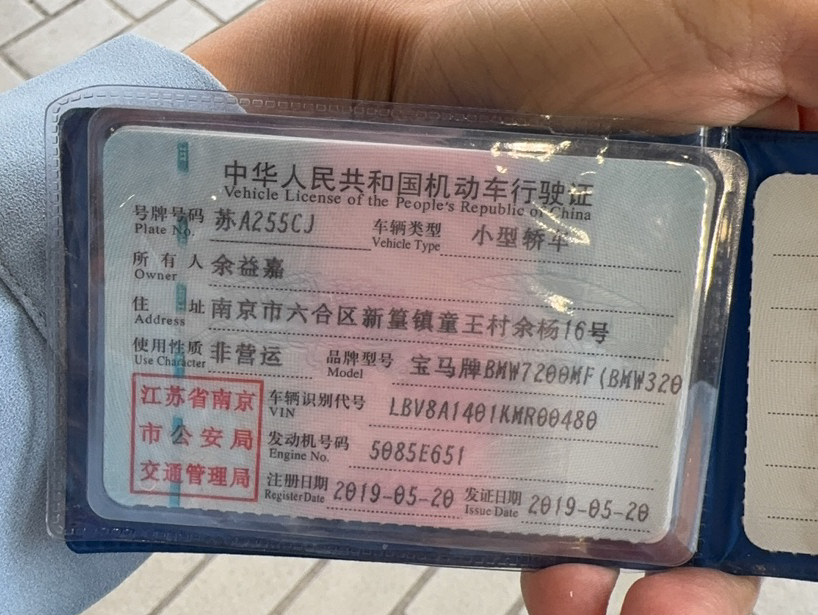 中华人民共和国机动车行驶证
Vehicle License of the People's Republic of China
号牌号码 苏A255CJ 车辆类型 小型轿车
Plate No. Vehicle Type
所有人 余益嘉
Owner
住址 南京市六合区新篁镇童王村余杨16号
Address
使用性质 非营运 品牌型号 宝马牌BMW7200MF(BMW320
Use Character Model
江苏省南京
市公安局
交通管理局
车辆识别代号 LBV8A1401KMR00480
VIN
发动机号码 5085E651
Engine No.
注册日期 2019-05-20 发证日期 2019-05-20
Register Date Issue Date